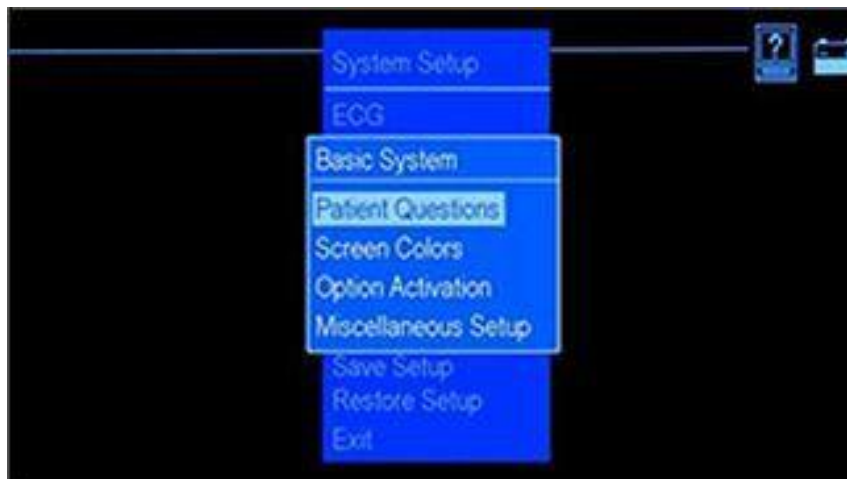 System Setup
ECG
Basic System
Patient Questions
Screen Colors
Option Activation
Miscellaneous Setup
Save Setup
Restore Setup
Exit
?